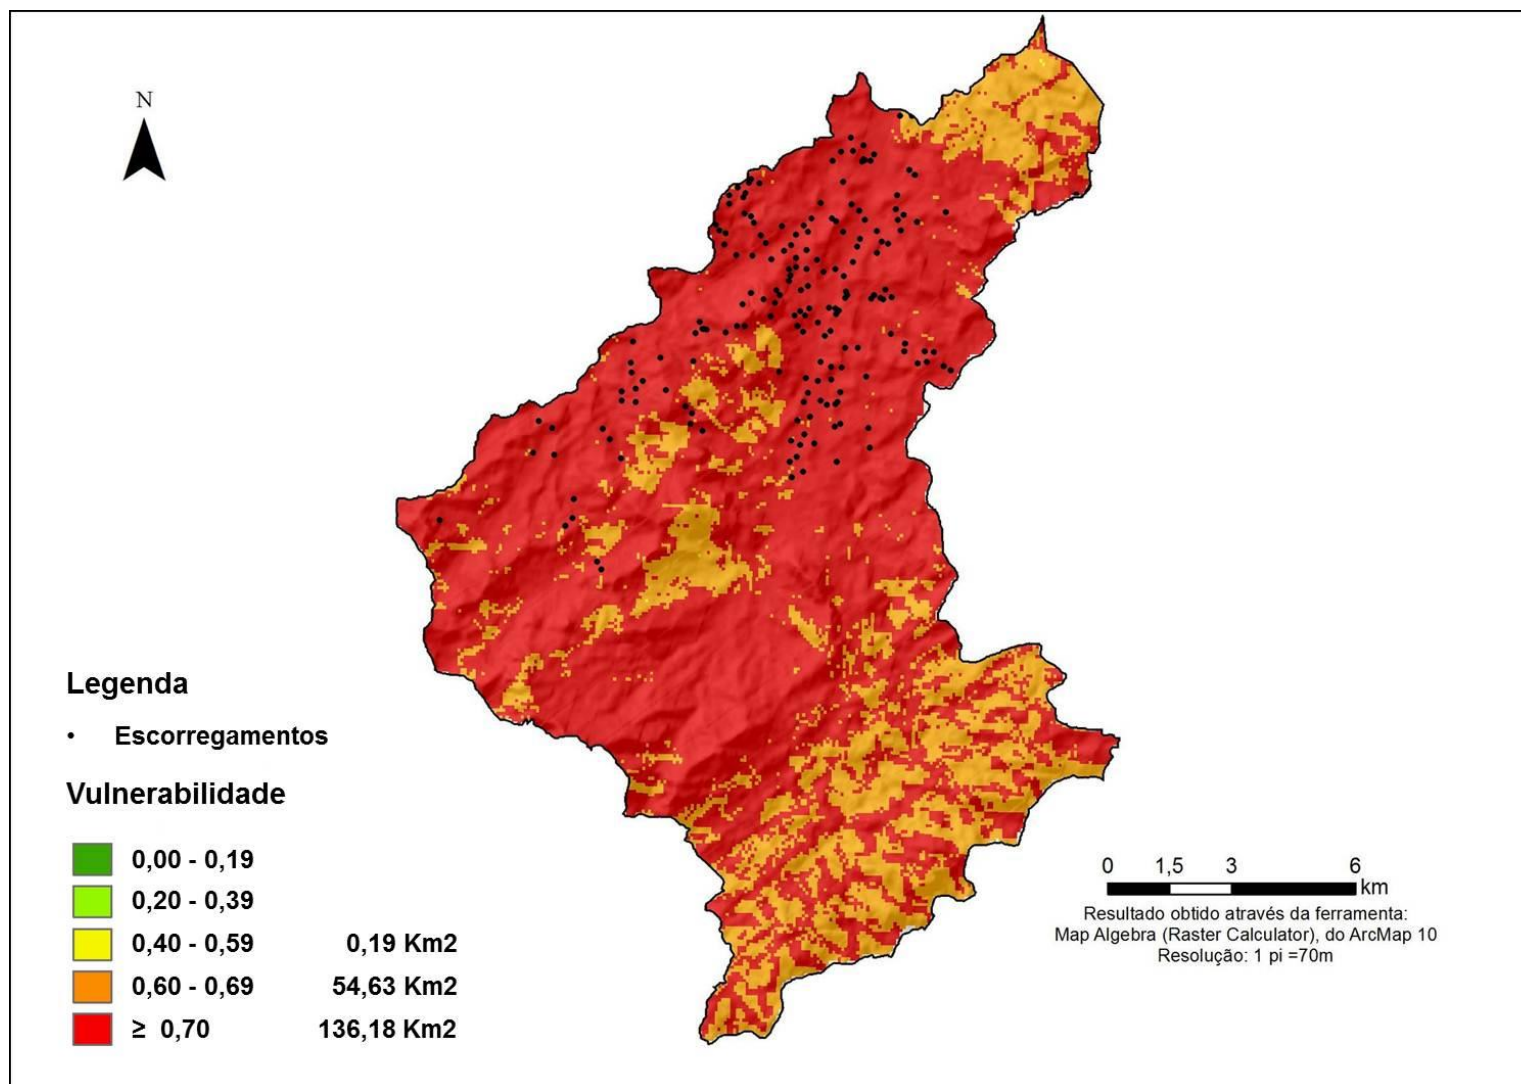 N
Legenda
• Escorregamentos
Vulnerabilidade
0,00 - 0,19
0,20 - 0,39
0,40 - 0,59 0,19 Km2
0,60 - 0,69 54,63 Km2
≥ 0,70 136,18 Km2
0 1,5 3 6
km
Resultado obtido através da ferramenta:
Map Algebra (Raster Calculator), do ArcMap 10
Resolução: 1 pi =70m